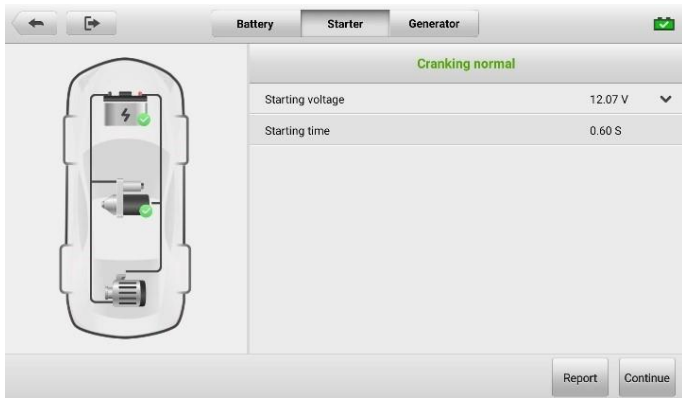 Battery Starter Generator
Cranking normal
Starting voltage 12.07 V
Starting time 0.60 S
Report Continue